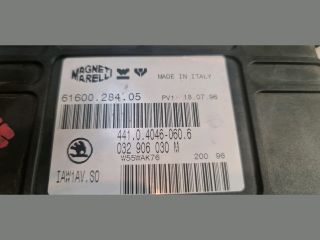 MAGNETI MARELLI
MADE IN ITALY
61600.284.05
PV1- 18.07.96
441.0.4046-060.6
032 906 030 M
W55WAK76 200 96
IAW1AV.S0